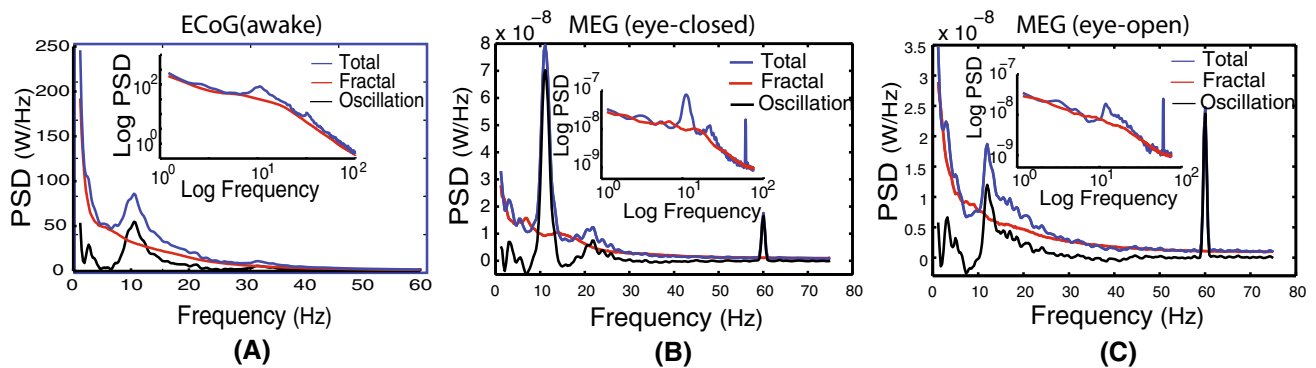 ECoG(awake)
250
200
150
100
50
0
PSD (W/Hz)
0
10
20
30
40
50
60
Frequency (Hz)
Total
Fractal
Oscillation
Log PSD
10^2
10^0
10^0
10^1
10^2
Log Frequency
(A)
MEG (eye-closed)
× 10^-8
8
7
6
5
4
3
2
1
0
PSD (W/Hz)
0
10
20
30
40
50
60
70
80
Frequency (Hz)
Total
Fractal
Oscillation
Log PSD
10^-7
10^-8
10^-9
10^0
10^1
10^2
Log Frequency
(B)
MEG (eye-open)
× 10^-8
3.5
3
2.5
2
1.5
1
0.5
0
PSD (W/Hz)
0
10
20
30
40
50
60
70
80
Frequency (Hz)
Total
Fractal
Oscillation
Log PSD
10^-7
10^-8
10^-9
10^0
10^1
10^2
Log Frequency
(C)